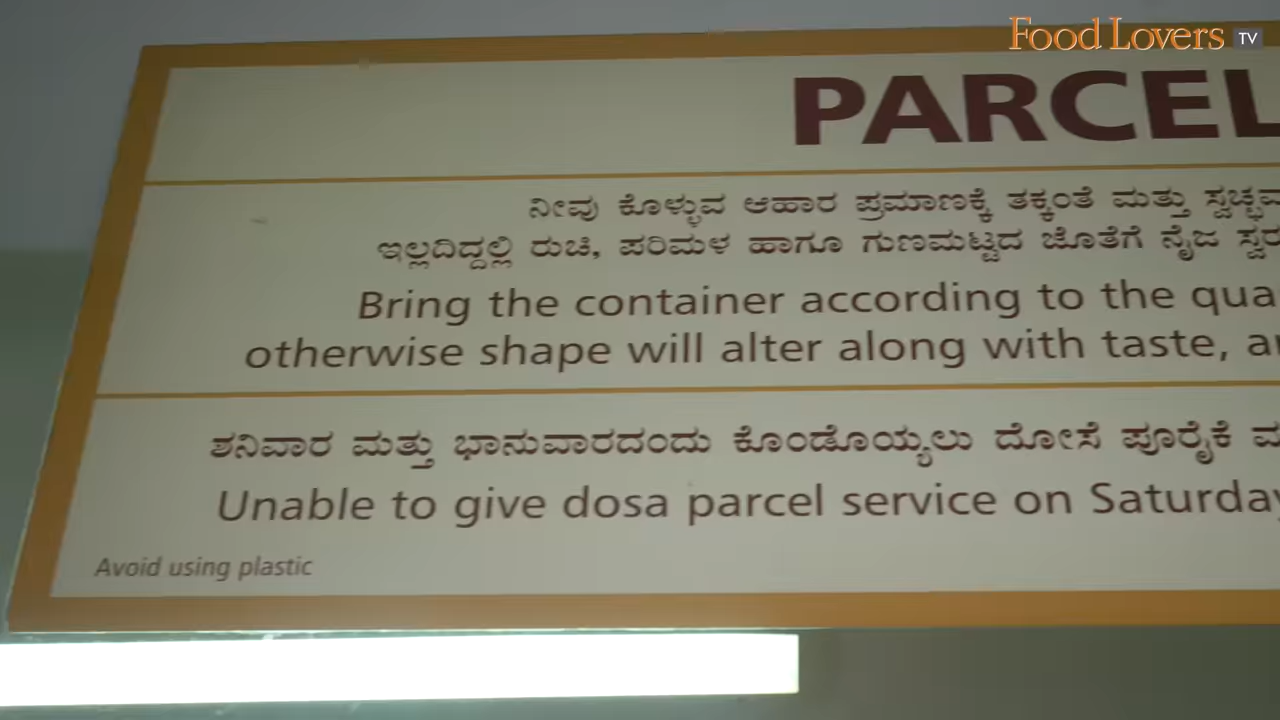 Food Lovers TV
PARCEL
ನೀವು ಕೊಳ್ಳುವ ಆಹಾರ ಪ್ರಮಾಣಕ್ಕೆ ತಕ್ಕಂತೆ ಮತ್ತು
ಇಲ್ಲದಿದ್ದಲ್ಲಿ ರುಚಿ, ಪರಿಮಳ ಹಾಗೂ ಗುಣಮಟ್ಟದ ಜೊತೆಗೆ ನೈಜ
Bring the container according to the qua
otherwise shape will alter along with taste,
ಶನಿವಾರ ಮತ್ತು ಭಾನುವಾರದಂದು ಕೊಂಡೊಯ್ಯಲು ದೋಸೆ ಪೂರೈಕೆ
Unable to give dosa parcel service on Saturday
Avoid using plastic